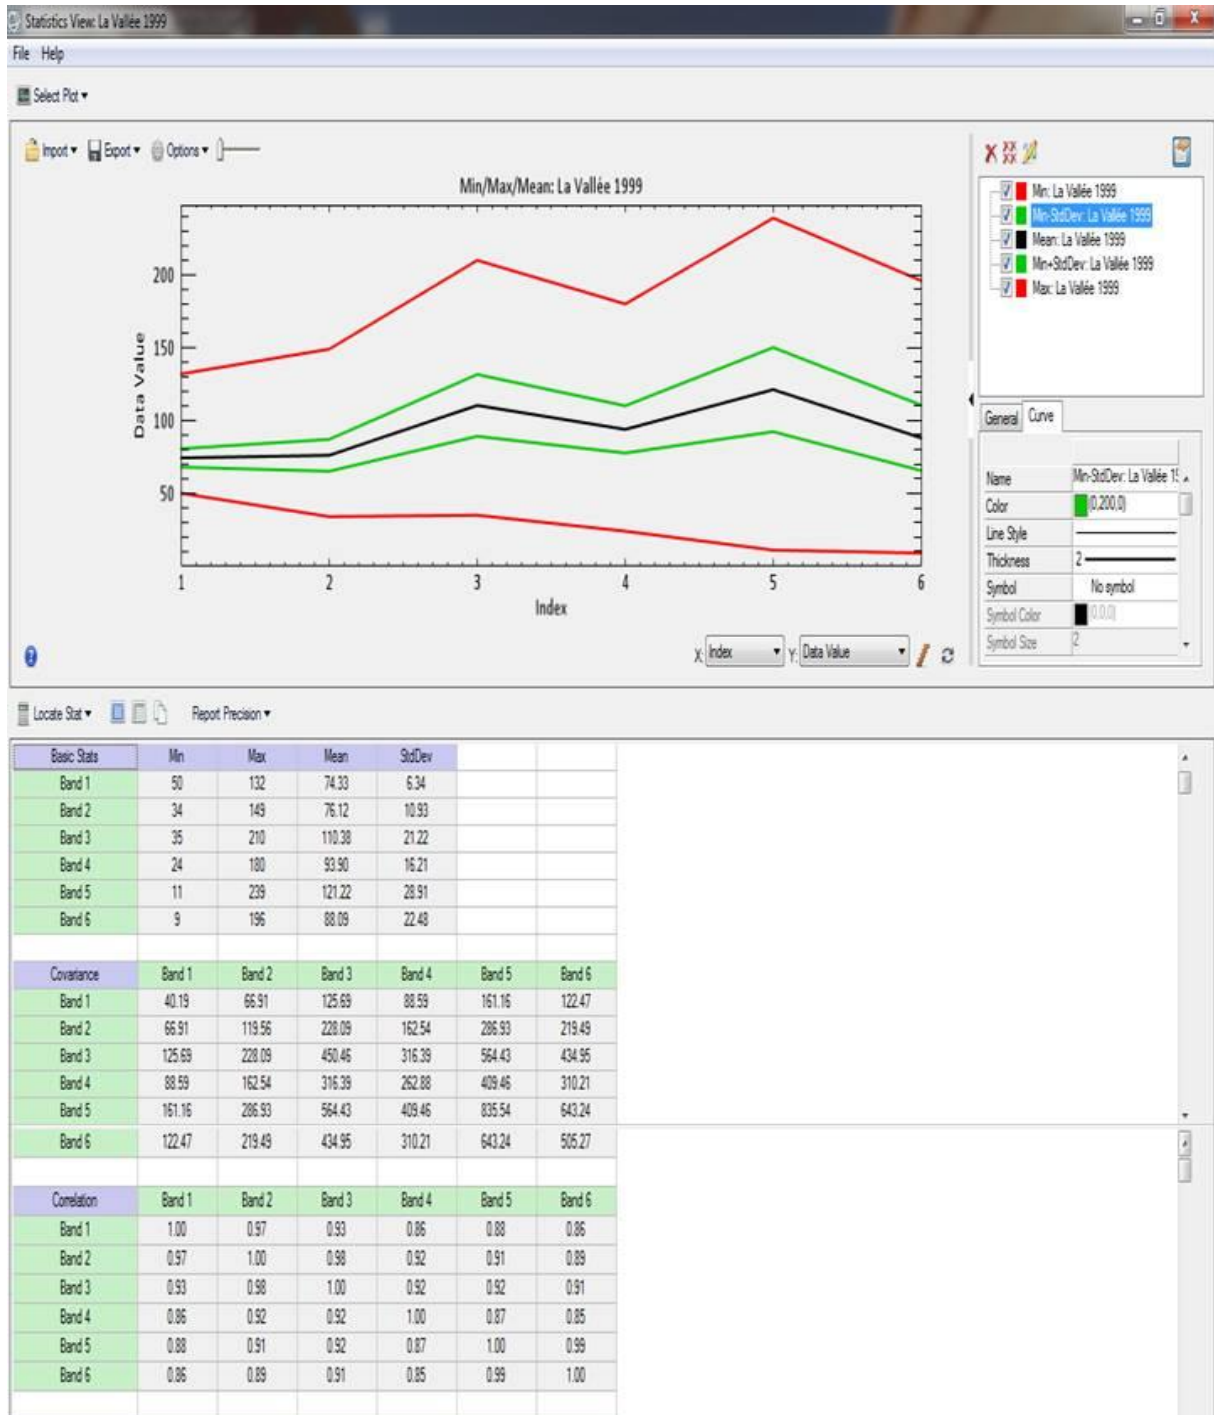 Statistics View: La Vallée 1999
File Help
Select Plot
Import Export Options
Min/Max/Mean: La Vallée 1999
Data Value
200
150
100
50
1 2 3 4 5 6
Index
X: Index Y: Data Value
Min: La Vallée 1999
Min-StdDev: La Vallée 1999
Mean: La Vallée 1999
Min+StdDev: La Vallée 1999
Max: La Vallée 1999
General Curve
Name Min-StdDev: La Vallée 1
Color (0,200,0)
Line Style
Thickness 2
Symbol No symbol
Symbol Color (0,0,0)
Symbol Size 2
Locate Stat Report Precision
Basic Stats Min Max Mean StdDev
Band 1 50 132 74.33 6.34
Band 2 34 149 76.12 10.93
Band 3 35 210 110.38 21.22
Band 4 24 180 93.90 16.21
Band 5 11 239 121.22 28.91
Band 6 9 196 88.09 22.48
Covariance Band 1 Band 2 Band 3 Band 4 Band 5 Band 6
Band 1 40.19 66.91 125.69 88.59 161.16 122.47
Band 2 66.91 119.56 228.09 162.54 286.93 219.49
Band 3 125.69 228.09 450.46 316.39 564.43 434.95
Band 4 88.59 162.54 316.39 262.88 409.46 310.21
Band 5 161.16 286.93 564.43 409.46 835.54 643.24
Band 6 122.47 219.49 434.95 310.21 643.24 505.27
Correlation Band 1 Band 2 Band 3 Band 4 Band 5 Band 6
Band 1 1.00 0.97 0.93 0.86 0.88 0.86
Band 2 0.97 1.00 0.98 0.92 0.91 0.89
Band 3 0.93 0.98 1.00 0.92 0.92 0.91
Band 4 0.86 0.92 0.92 1.00 0.87 0.85
Band 5 0.88 0.91 0.92 0.87 1.00 0.99
Band 6 0.86 0.89 0.91 0.85 0.99 1.00